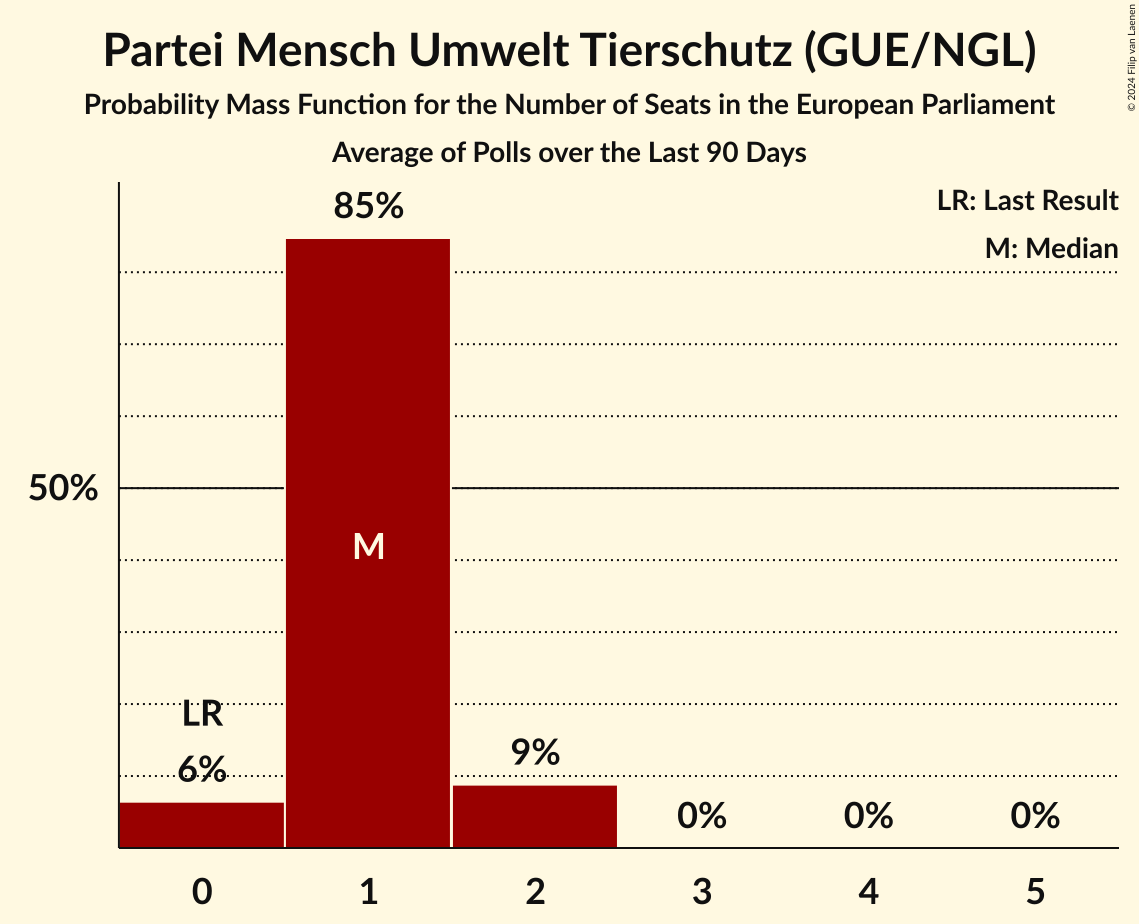 Partei Mensch Umwelt Tierschutz (GUE/NGL)
Probability Mass Function for the Number of Seats in the European Parliament
Average of Polls over the Last 90 Days
© 2024 Filip van Laenen
LR: Last Result
M: Median
85%
50%
M
LR
6%
9%
0%
0%
0%
0
1
2
3
4
5